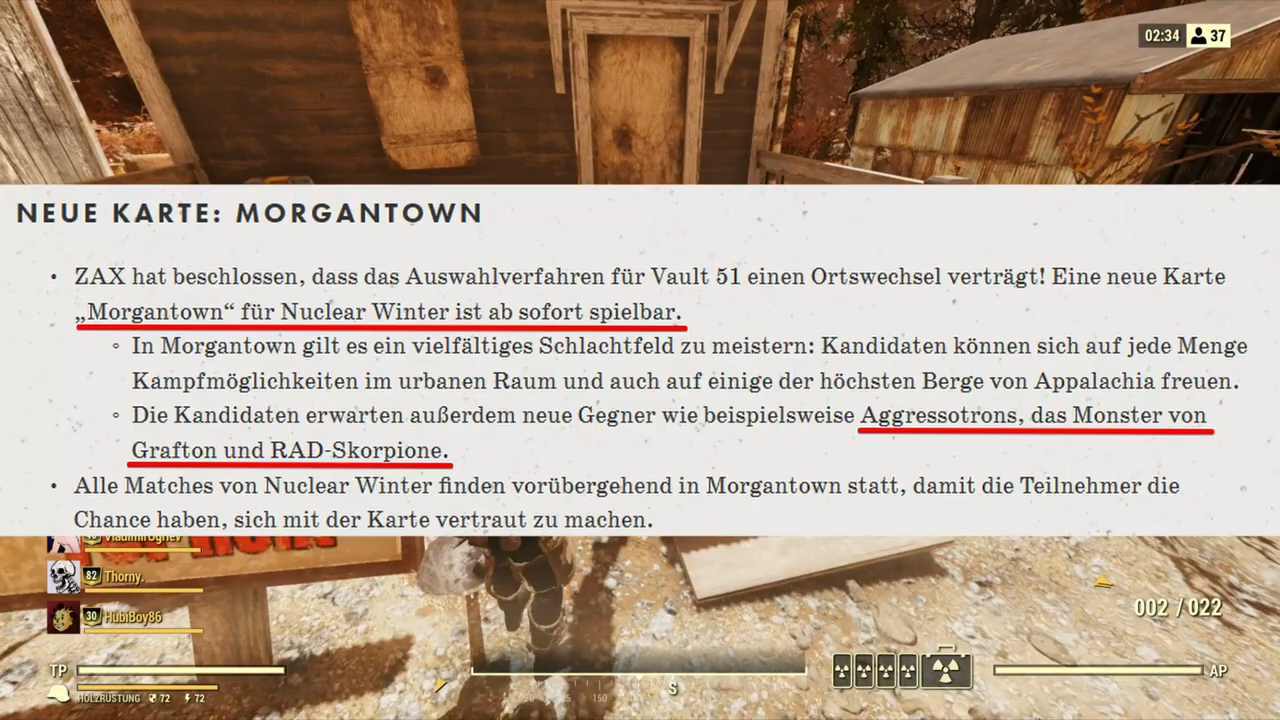 02:34 37
NEUE KARTE: MORGANTOWN
• ZAX hat beschlossen, dass das Auswahlverfahren für Vault 51 einen Ortswechsel verträgt! Eine neue Karte
„Morgantown“ für Nuclear Winter ist ab sofort spielbar.
◦ In Morgantown gilt es ein vielfältiges Schlachtfeld zu meistern: Kandidaten können sich auf jede Menge
Kampfmöglichkeiten im urbanen Raum und auch auf einige der höchsten Berge von Appalachia freuen.
◦ Die Kandidaten erwarten außerdem neue Gegner wie beispielsweise Aggressotrons, das Monster von
Grafton und RAD-Skorpione.
• Alle Matches von Nuclear Winter finden vorübergehend in Morgantown statt, damit die Teilnehmer die
Chance haben, sich mit der Karte vertraut zu machen.
VladimirOgnev
82 Thorny.
30 HubiBoy86
002 / 022
TP
AP
HOLZRÜSTUNG 72 72
S
150